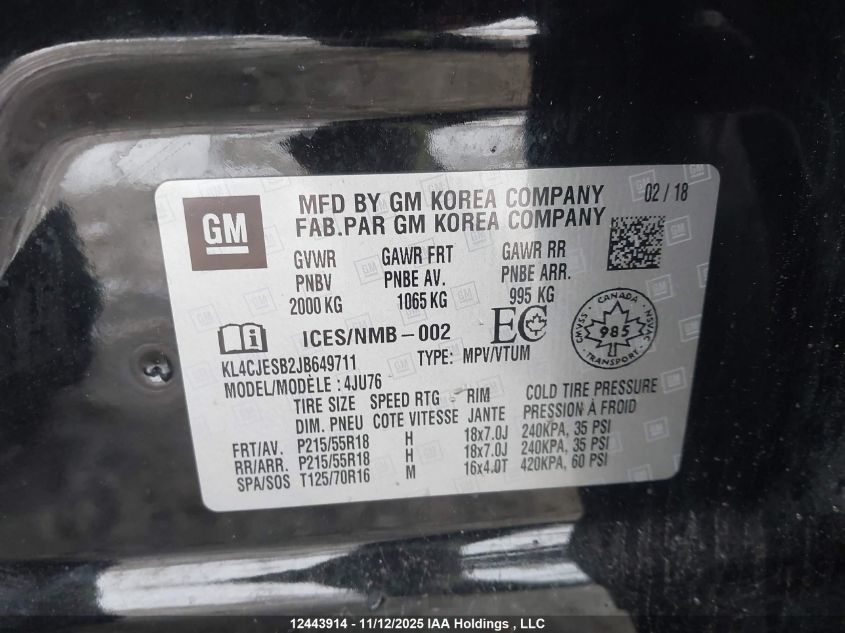 GM
MFD BY GM KOREA COMPANY 02 / 18
FAB.PAR GM KOREA COMPANY
GVWR GAWR FRT GAWR RR
PNBV PNBE AV. PNBE ARR.
2000 KG 1065 KG 995 KG
ICES/NMB-002 EC
CANADA
CMVSS 985 NSVAC
TRANSPORT
KL4CJESB2JB649711 TYPE: MPV/VTUM
MODEL/MODÈLE : 4JU76
TIRE SIZE SPEED RTG RIM COLD TIRE PRESSURE
DIM. PNEU COTE VITESSE JANTE PRESSION À FROID
FRT/AV. P215/55R18 H 18x7.0J 240KPA, 35 PSI
RR/ARR. P215/55R18 H 18x7.0J 240KPA, 35 PSI
SPA/SOS T125/70R16 M 16x4.0T 420KPA, 60 PSI
12443914 - 11/12/2025 IAA Holdings , LLC